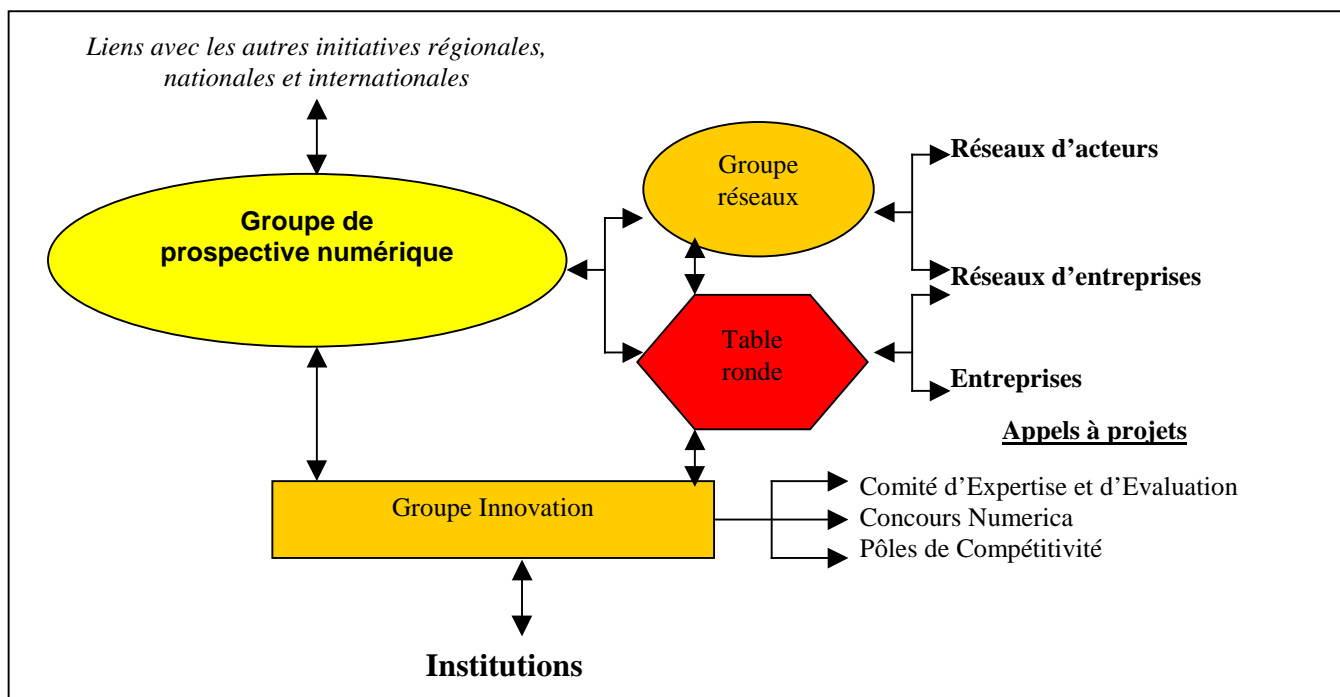 Liens avec les autres initiatives régionales,
nationales et internationales
Groupe de
prospective numérique
Groupe
réseaux
Réseaux d’acteurs
Réseaux d’entreprises
Table
ronde
Entreprises
Appels à projets
Groupe Innovation
Comité d’Expertise et d’Evaluation
Concours Numerica
Pôles de Compétitivité
Institutions